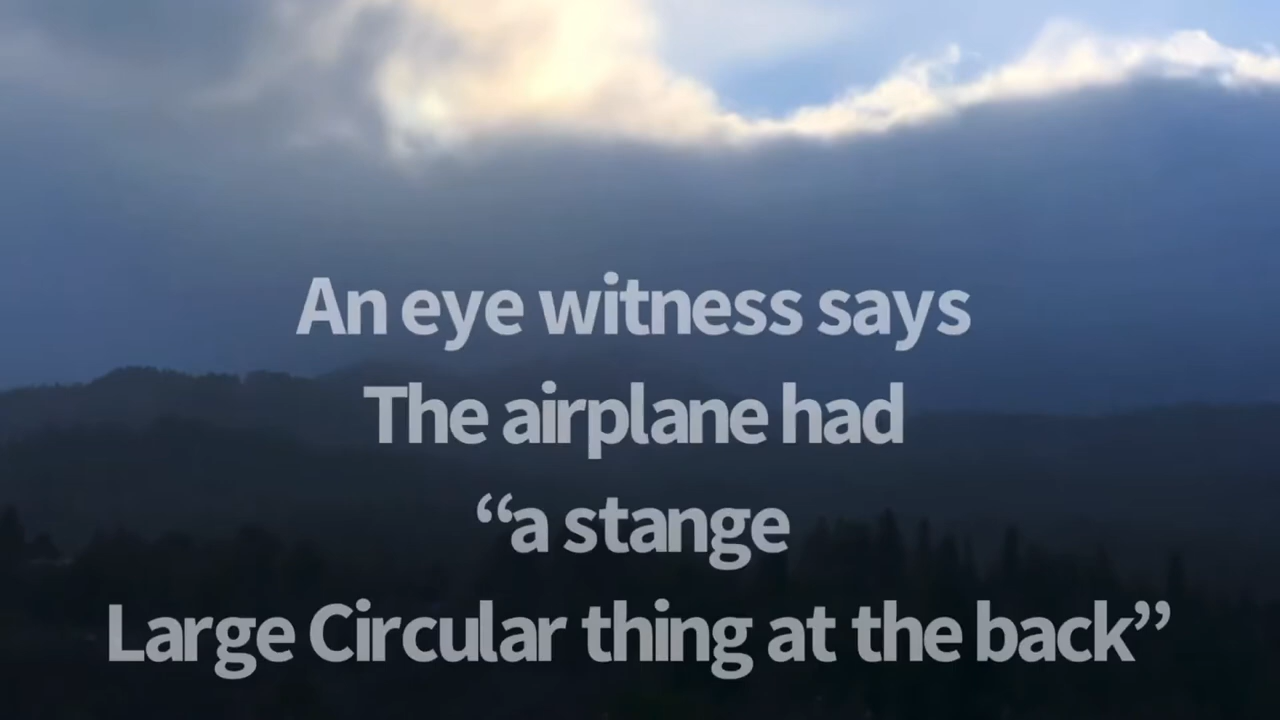 An eye witness says
The airplane had
“a stange
Large Circular thing at the back”